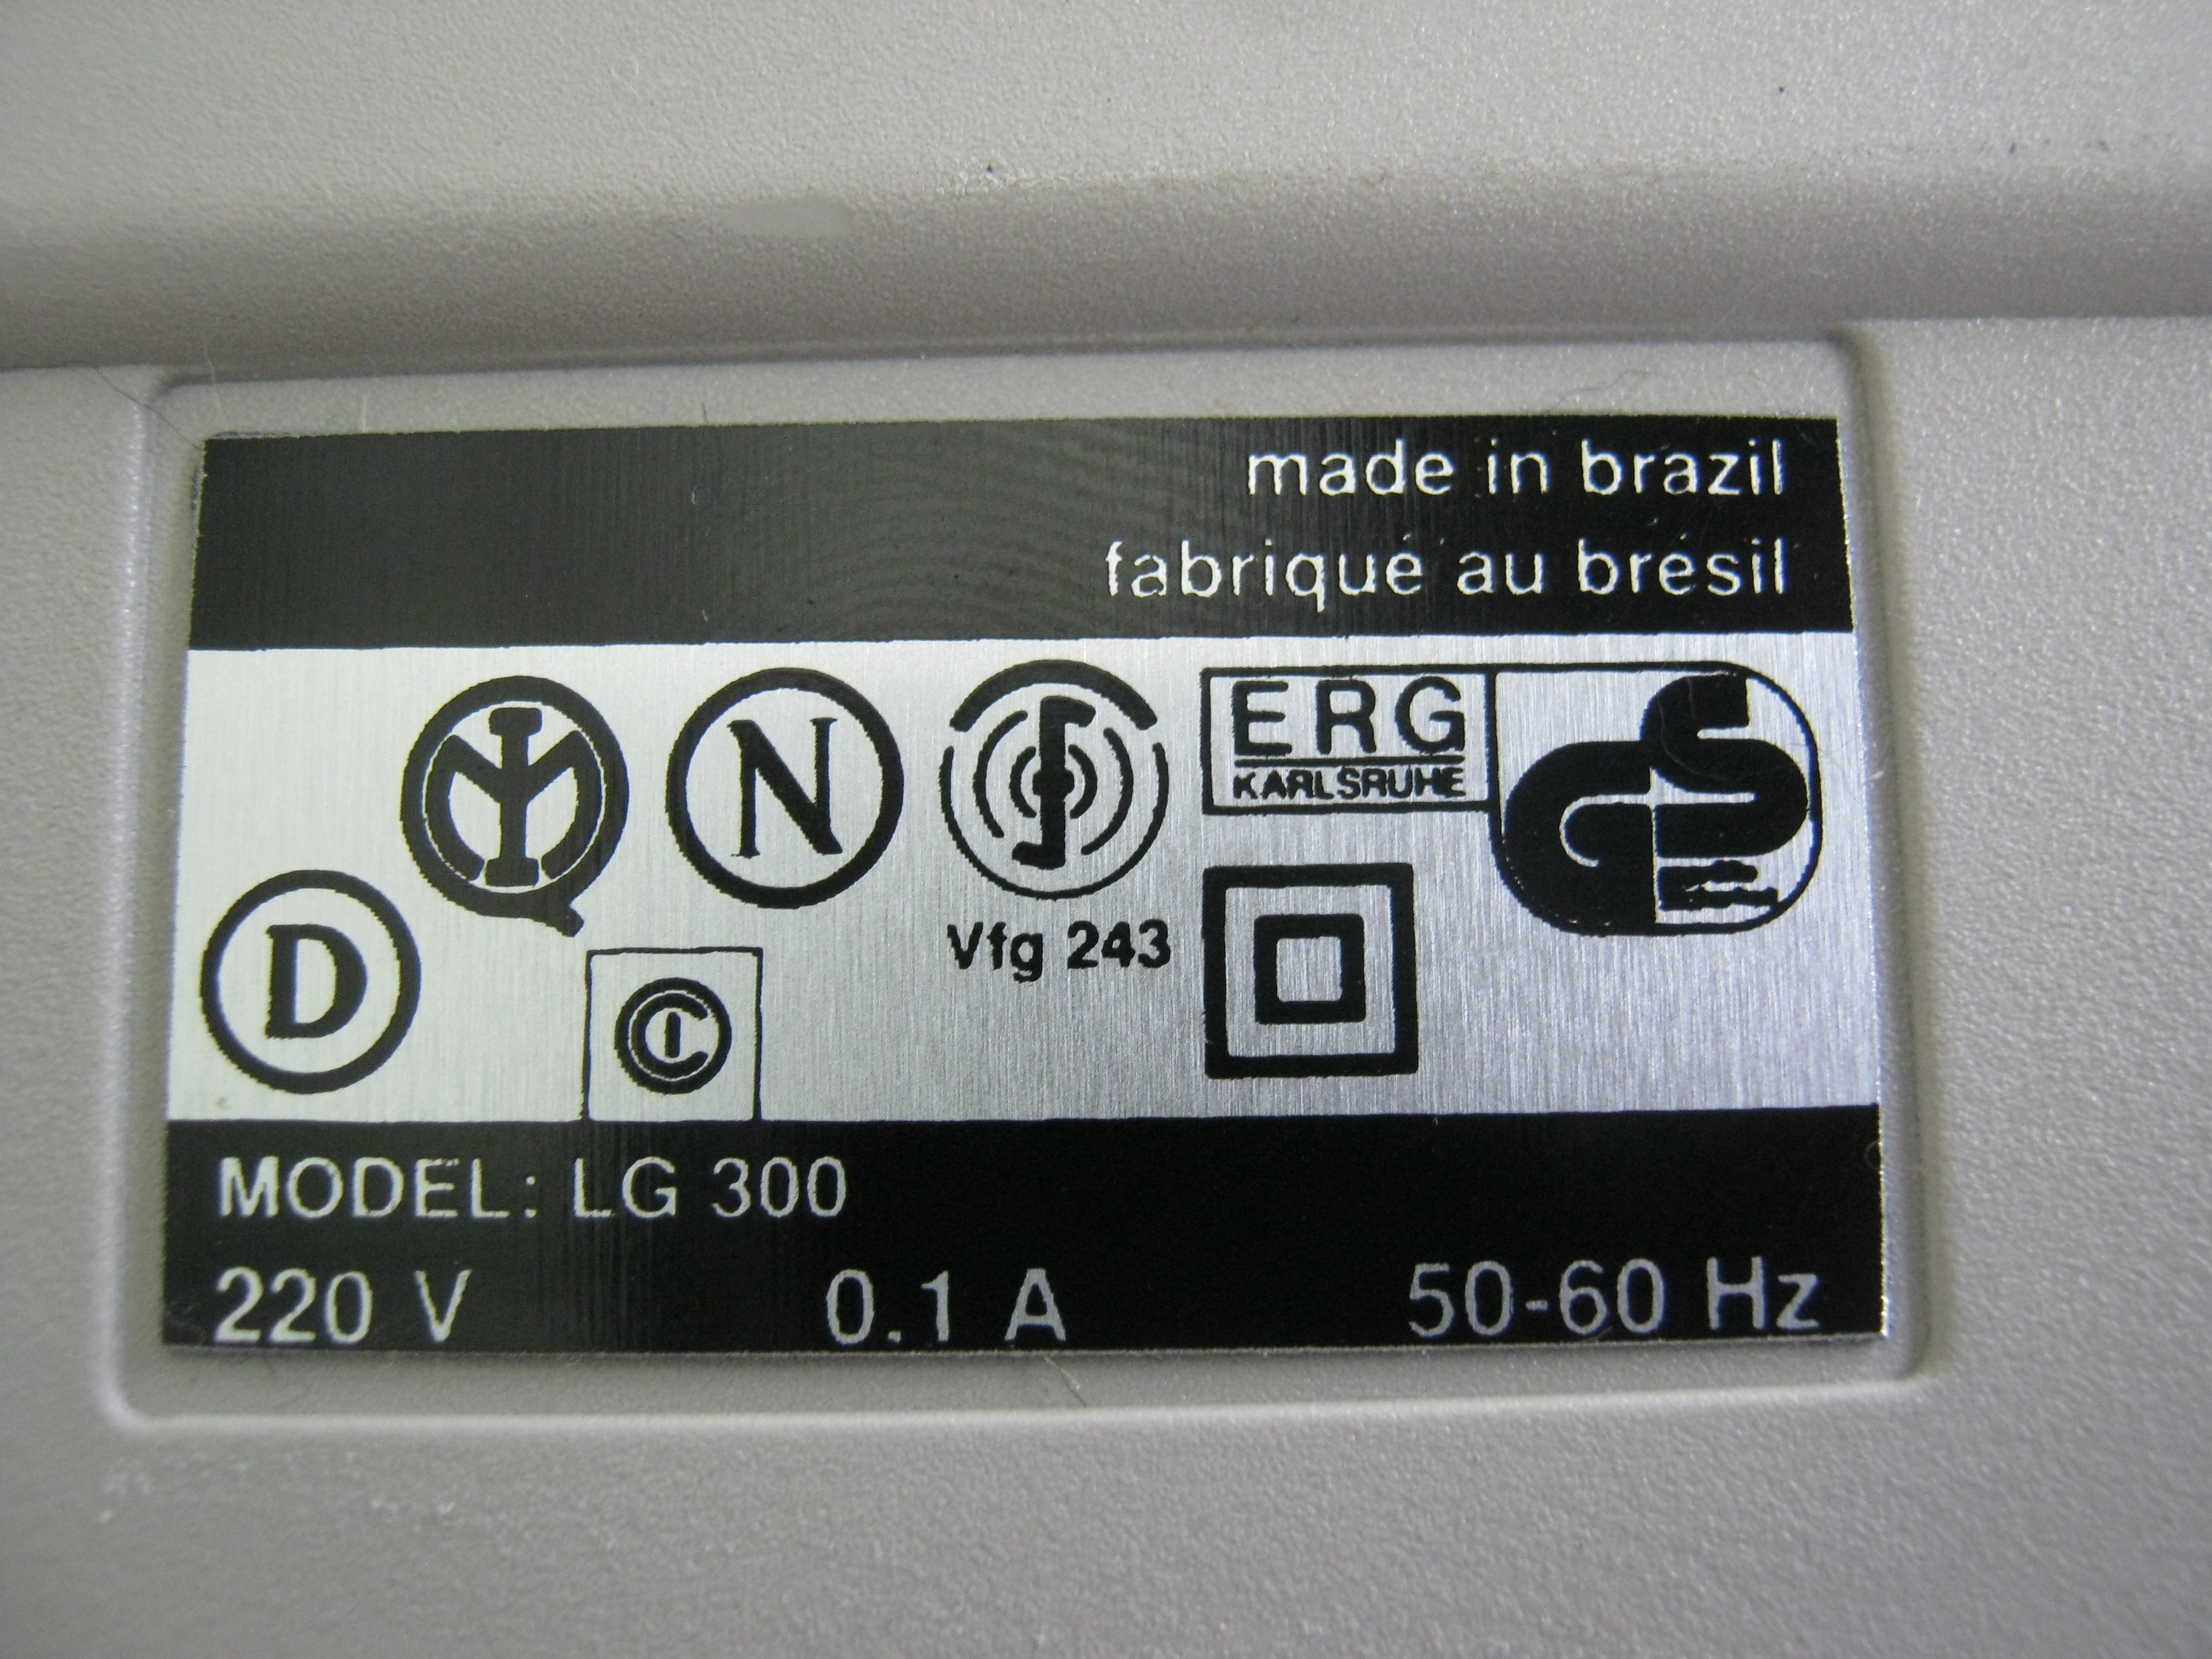 made in brazil
fabriqué au brésil
N
ERG
KARLSRUHE
GS
D
Vfg 243
MODEL: LG 300
220 V 0.1 A 50-60 Hz